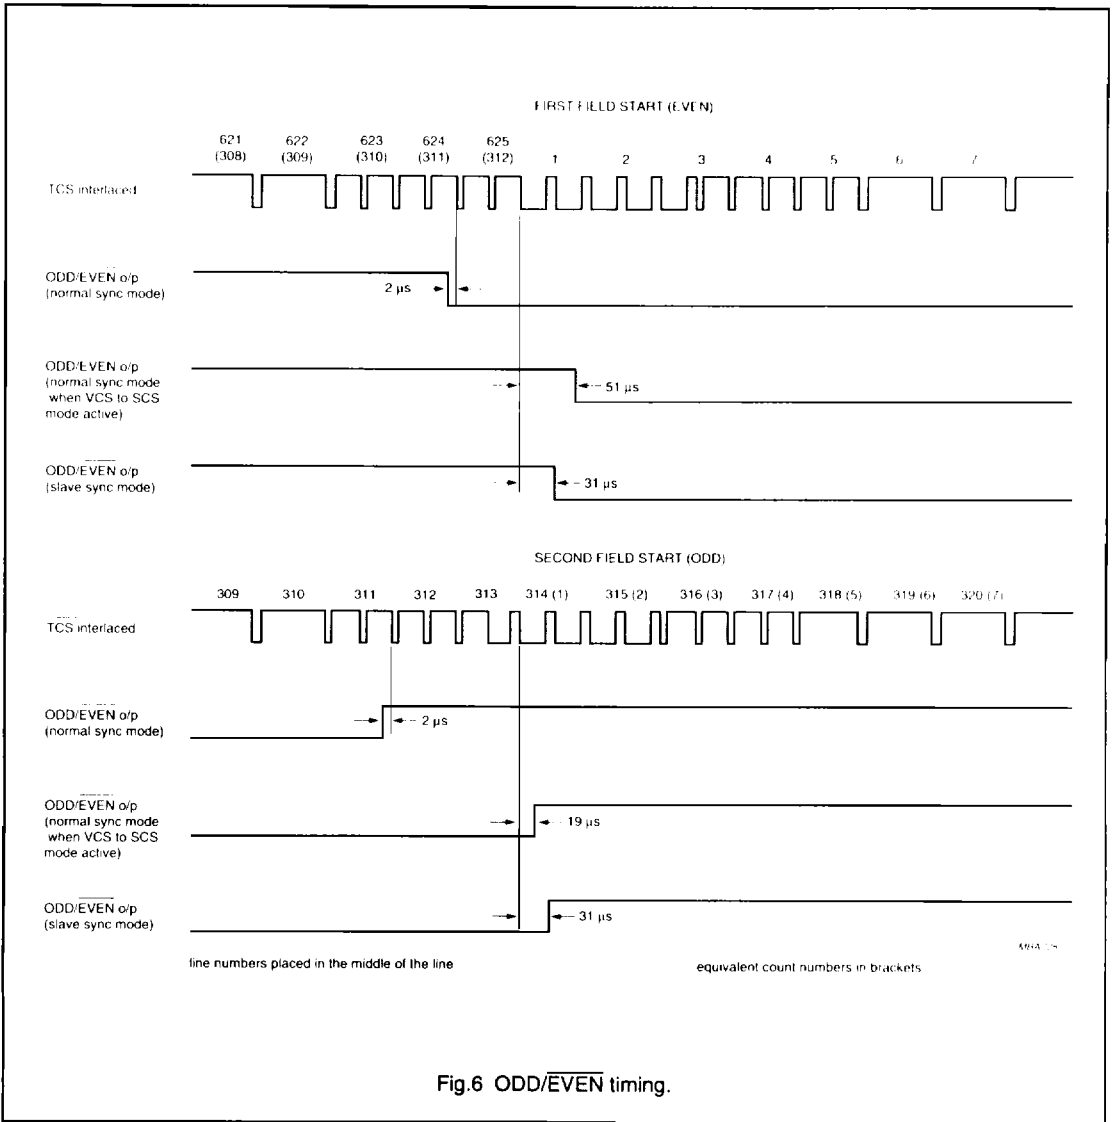 FIRST FIELD START (EVEN)
621 622 623 624 625 1 2 3 4 5 6 7
(308) (309) (310) (311) (312)
TCS interlaced
ODD/EVEN o/p
(normal sync mode)
2 µs
ODD/EVEN o/p
(normal sync mode
when VCS to SCS
mode active)
51 µs
ODD/EVEN o/p
(slave sync mode)
31 µs
SECOND FIELD START (ODD)
309 310 311 312 313 314 (1) 315 (2) 316 (3) 317 (4) 318 (5) 319 (6) 320 (7)
TCS interlaced
ODD/EVEN o/p
(normal sync mode)
2 µs
ODD/EVEN o/p
(normal sync mode
when VCS to SCS
mode active)
19 µs
ODD/EVEN o/p
(slave sync mode)
31 µs
line numbers placed in the middle of the line
equivalent count numbers in brackets
Fig.6 ODD/EVEN timing.